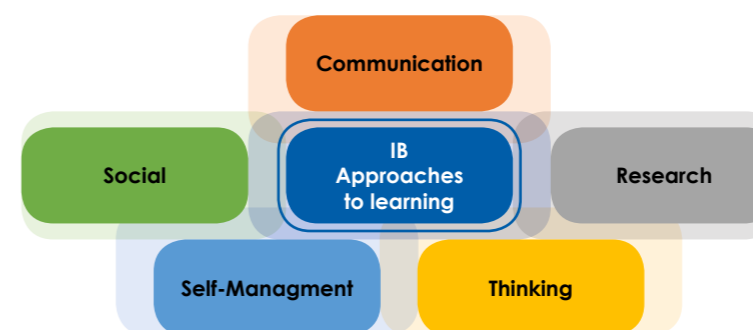 Communication
Social
IB
Approaches
to learning
Research
Self-Managment
Thinking